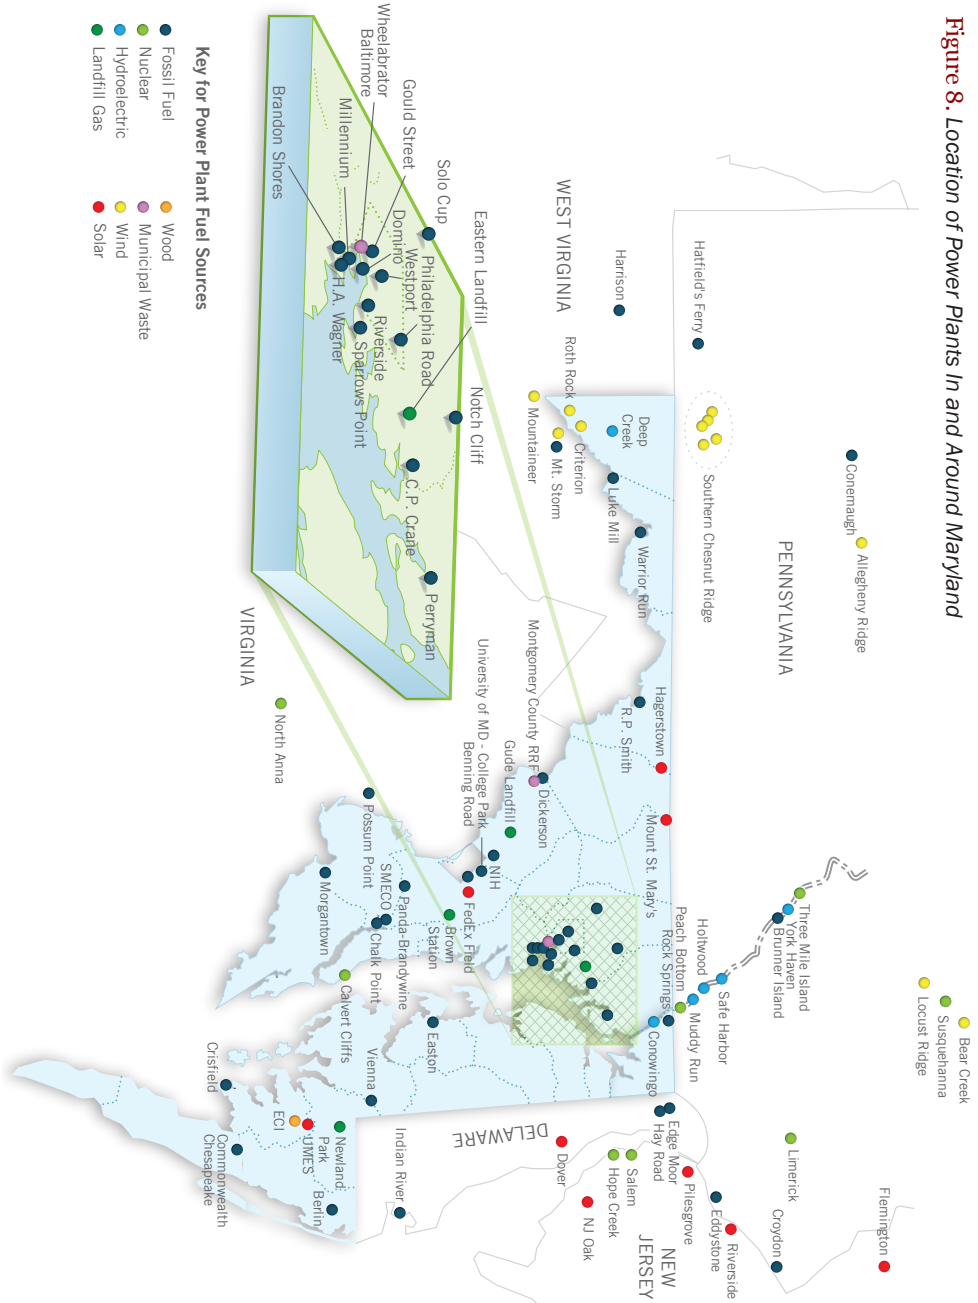 Figure 8. Location of Power Plants In and Around Maryland
PENNSYLVANIA
WEST VIRGINIA
VIRGINIA
DELAWARE
NEW
JERSEY
Hatfield's Ferry
Harrison
Southern Chesnut Ridge
Conemaugh
Allegheny Ridge
Roth Rock
Criterion
Mountaineer
Mt. Storm
Deep
Creek
Luke Mill
Warrior Run
Hagerstown
R.P. Smith
Mount St. Mary's
Montgomery County RRF
Dickerson
Gude Landfill
University of MD - College Park
Benning Road
NIH
FedEx Field
Brown
Station
Panda-Brandywine
SMECO
Chalk Point
Possum Point
Morgantown
North Anna
Calvert Cliffs
Easton
Vienna
Crisfield
ECI
UMES
Newland
Park
Berlin
Commonwealth
Chesapeake
Indian River
Three Mile Island
York Haven
Brunner Island
Safe Harbor
Holtwood
Muddy Run
Peach Bottom
Rock Springs
Conowingo
Bear Creek
Susquehanna
Locust Ridge
Limerick
Edge Moor
Hay Road
Pilesgrove
Eddystone
Riverside
Croydon
Flemington
Dover
Salem
Hope Creek
NJ Oak
Eastern Landfill
Solo Cup
Gould Street
Wheelabrator
Baltimore
Millennium
Brandon Shores
Domino
Westport
Philadelphia Road
Notch Cliff
Riverside
Sparrows Point
H.A. Wagner
C.P. Crane
Perryman
Key for Power Plant Fuel Sources
Fossil Fuel
Nuclear
Hydroelectric
Landfill Gas
Wood
Municipal Waste
Wind
Solar